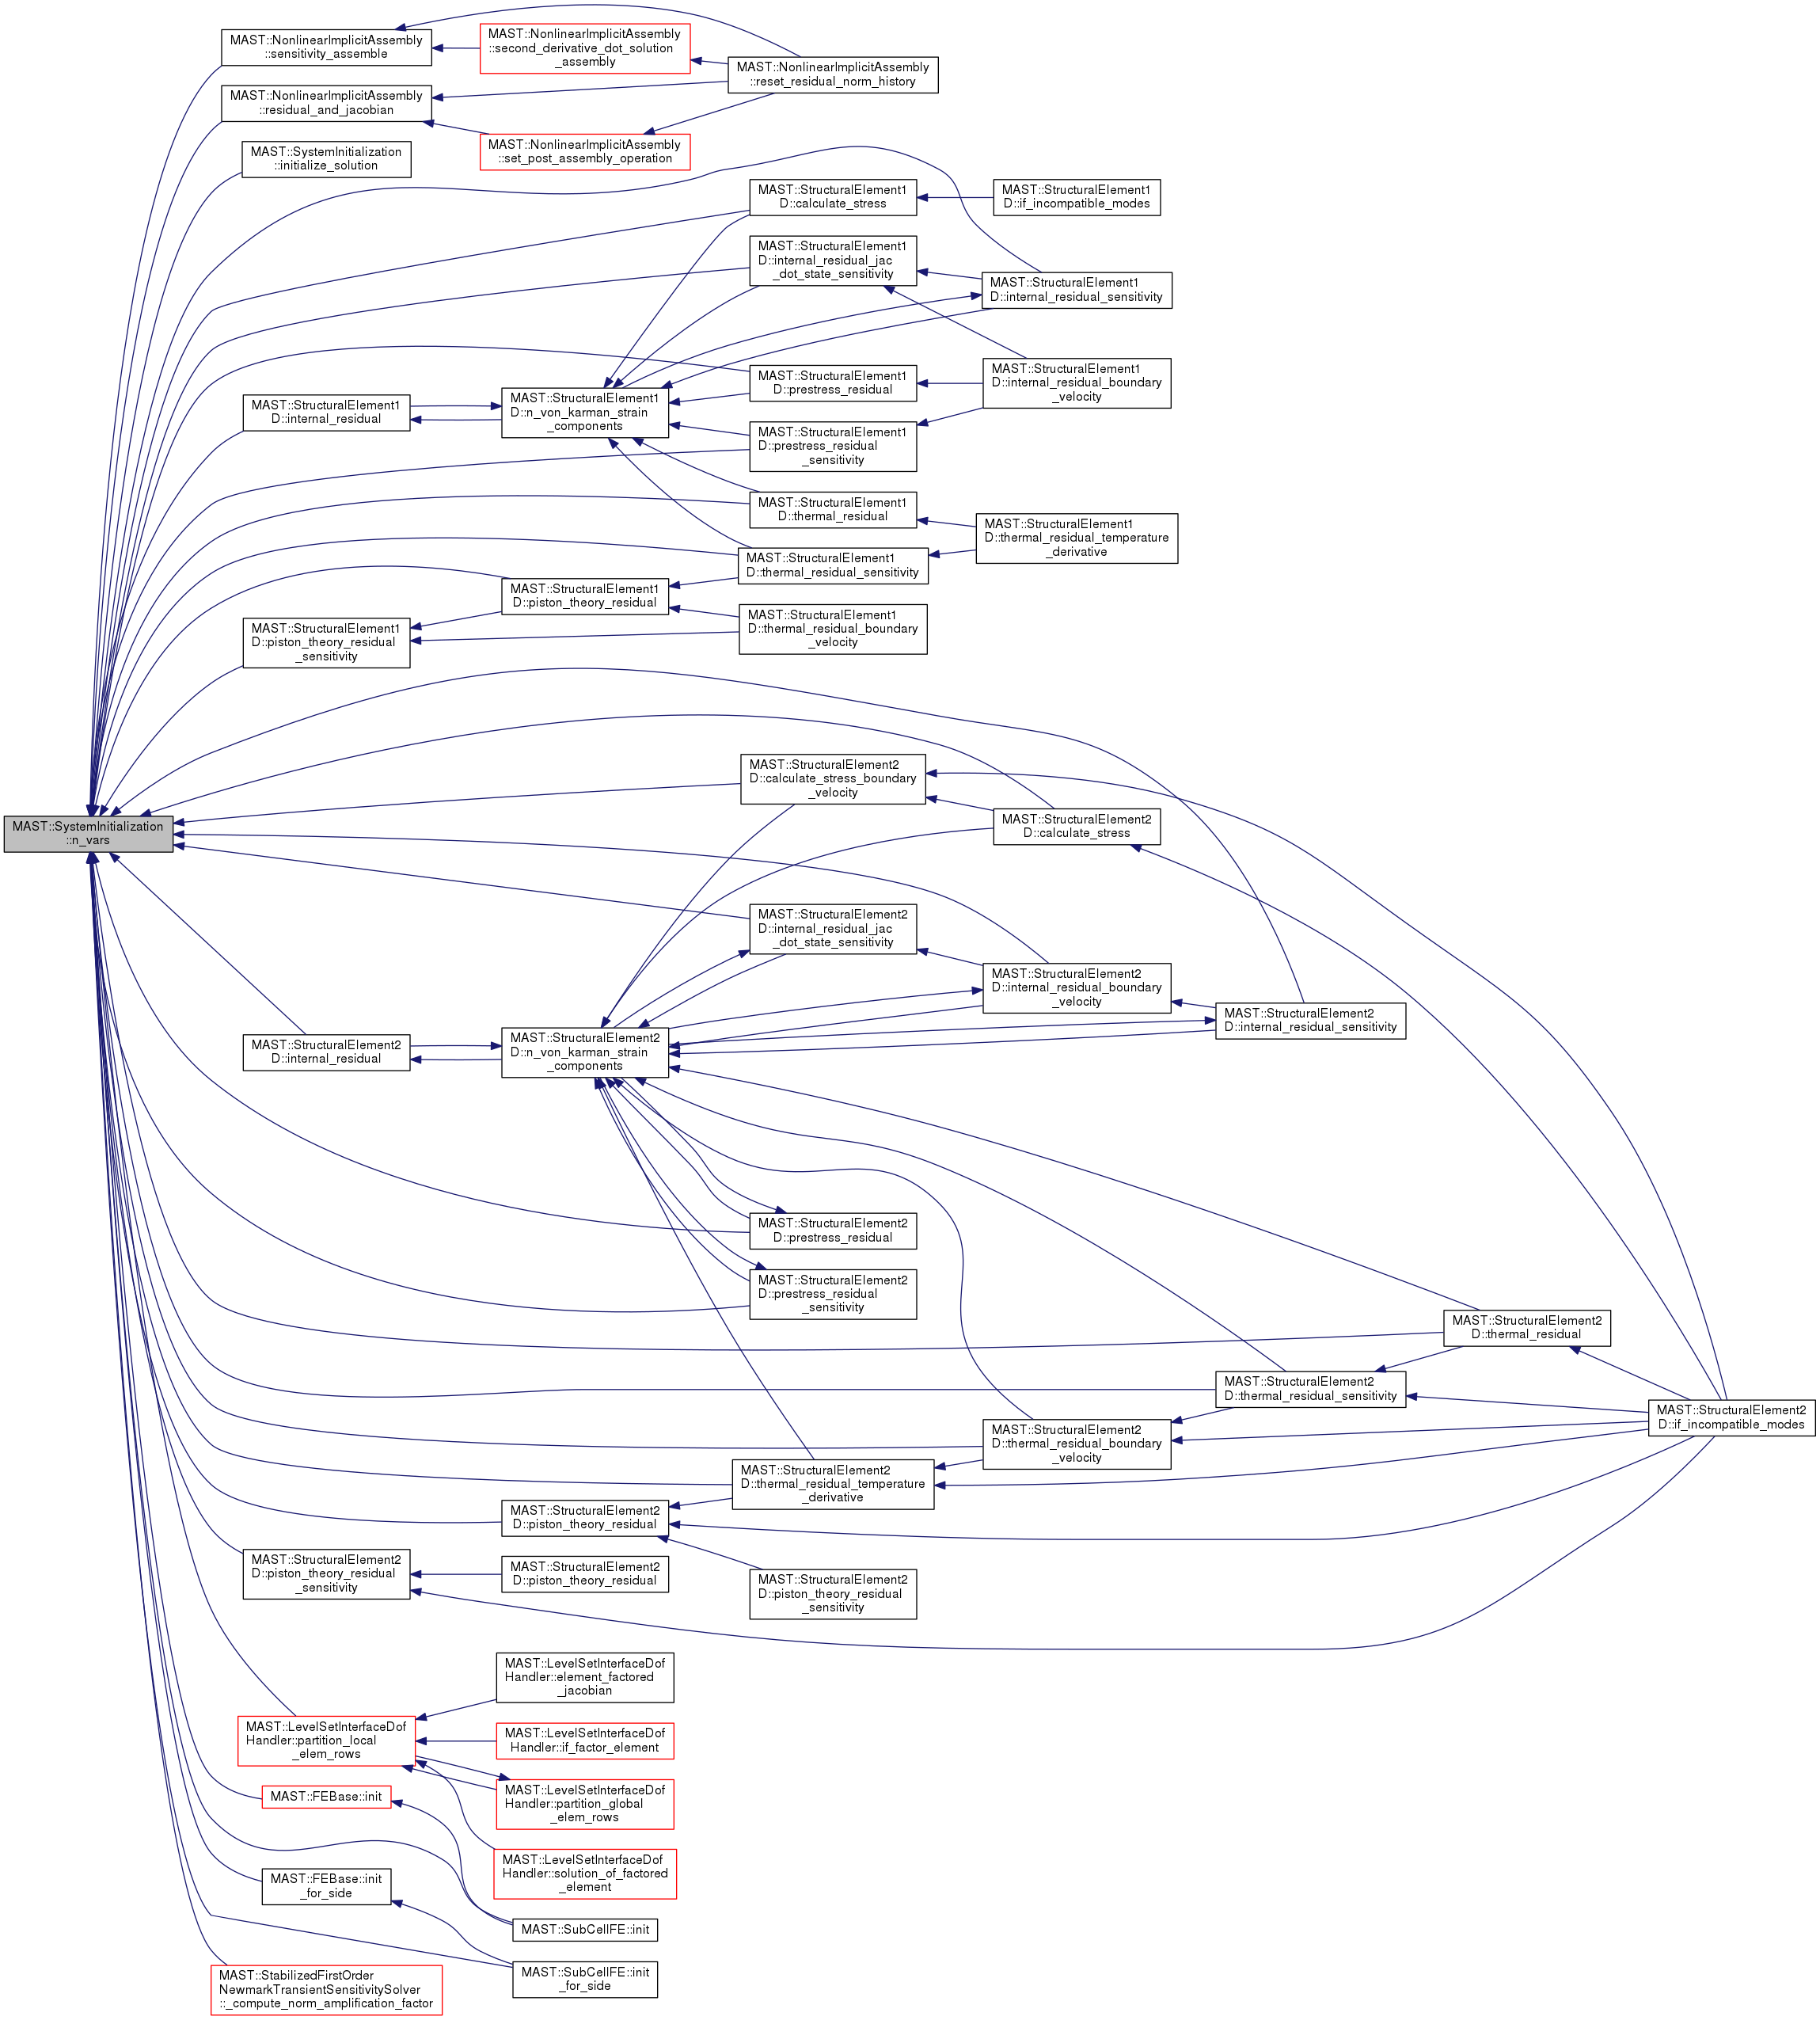 MAST::SystemInitialization
::n_vars
MAST::NonlinearImplicitAssembly
::sensitivity_assemble
MAST::NonlinearImplicitAssembly
::second_derivative_dot_solution
_assembly
MAST::NonlinearImplicitAssembly
::reset_residual_norm_history
MAST::NonlinearImplicitAssembly
::residual_and_jacobian
MAST::NonlinearImplicitAssembly
::set_post_assembly_operation
MAST::SystemInitialization
::initialize_solution
MAST::StructuralElement1
D::calculate_stress
MAST::StructuralElement1
D::if_incompatible_modes
MAST::StructuralElement1
D::internal_residual_jac
_dot_state_sensitivity
MAST::StructuralElement1
D::internal_residual_sensitivity
MAST::StructuralElement1
D::internal_residual
MAST::StructuralElement1
D::n_von_karman_strain
_components
MAST::StructuralElement1
D::prestress_residual
MAST::StructuralElement1
D::internal_residual_boundary
_velocity
MAST::StructuralElement1
D::prestress_residual
_sensitivity
MAST::StructuralElement1
D::thermal_residual
MAST::StructuralElement1
D::thermal_residual_temperature
_derivative
MAST::StructuralElement1
D::thermal_residual_sensitivity
MAST::StructuralElement1
D::piston_theory_residual
MAST::StructuralElement1
D::thermal_residual_boundary
_velocity
MAST::StructuralElement1
D::piston_theory_residual
_sensitivity
MAST::StructuralElement2
D::calculate_stress_boundary
_velocity
MAST::StructuralElement2
D::calculate_stress
MAST::StructuralElement2
D::internal_residual_jac
_dot_state_sensitivity
MAST::StructuralElement2
D::internal_residual_boundary
_velocity
MAST::StructuralElement2
D::internal_residual_sensitivity
MAST::StructuralElement2
D::internal_residual
MAST::StructuralElement2
D::n_von_karman_strain
_components
MAST::StructuralElement2
D::prestress_residual
MAST::StructuralElement2
D::prestress_residual
_sensitivity
MAST::StructuralElement2
D::thermal_residual
MAST::StructuralElement2
D::thermal_residual_sensitivity
MAST::StructuralElement2
D::if_incompatible_modes
MAST::StructuralElement2
D::thermal_residual_boundary
_velocity
MAST::StructuralElement2
D::thermal_residual_temperature
_derivative
MAST::StructuralElement2
D::piston_theory_residual
MAST::StructuralElement2
D::piston_theory_residual
_sensitivity
MAST::StructuralElement2
D::piston_theory_residual
MAST::StructuralElement2
D::piston_theory_residual
_sensitivity
MAST::LevelSetInterfaceDof
Handler::element_factored
_jacobian
MAST::LevelSetInterfaceDof
Handler::partition_local
_elem_rows
MAST::LevelSetInterfaceDof
Handler::if_factor_element
MAST::LevelSetInterfaceDof
Handler::partition_global
_elem_rows
MAST::FEBase::init
MAST::LevelSetInterfaceDof
Handler::solution_of_factored
_element
MAST::FEBase::init
_for_side
MAST::SubCellFE::init
MAST::SubCellFE::init
_for_side
MAST::StabilizedFirstOrder
NewmarkTransientSensitivitySolver
::_compute_norm_amplification_factor